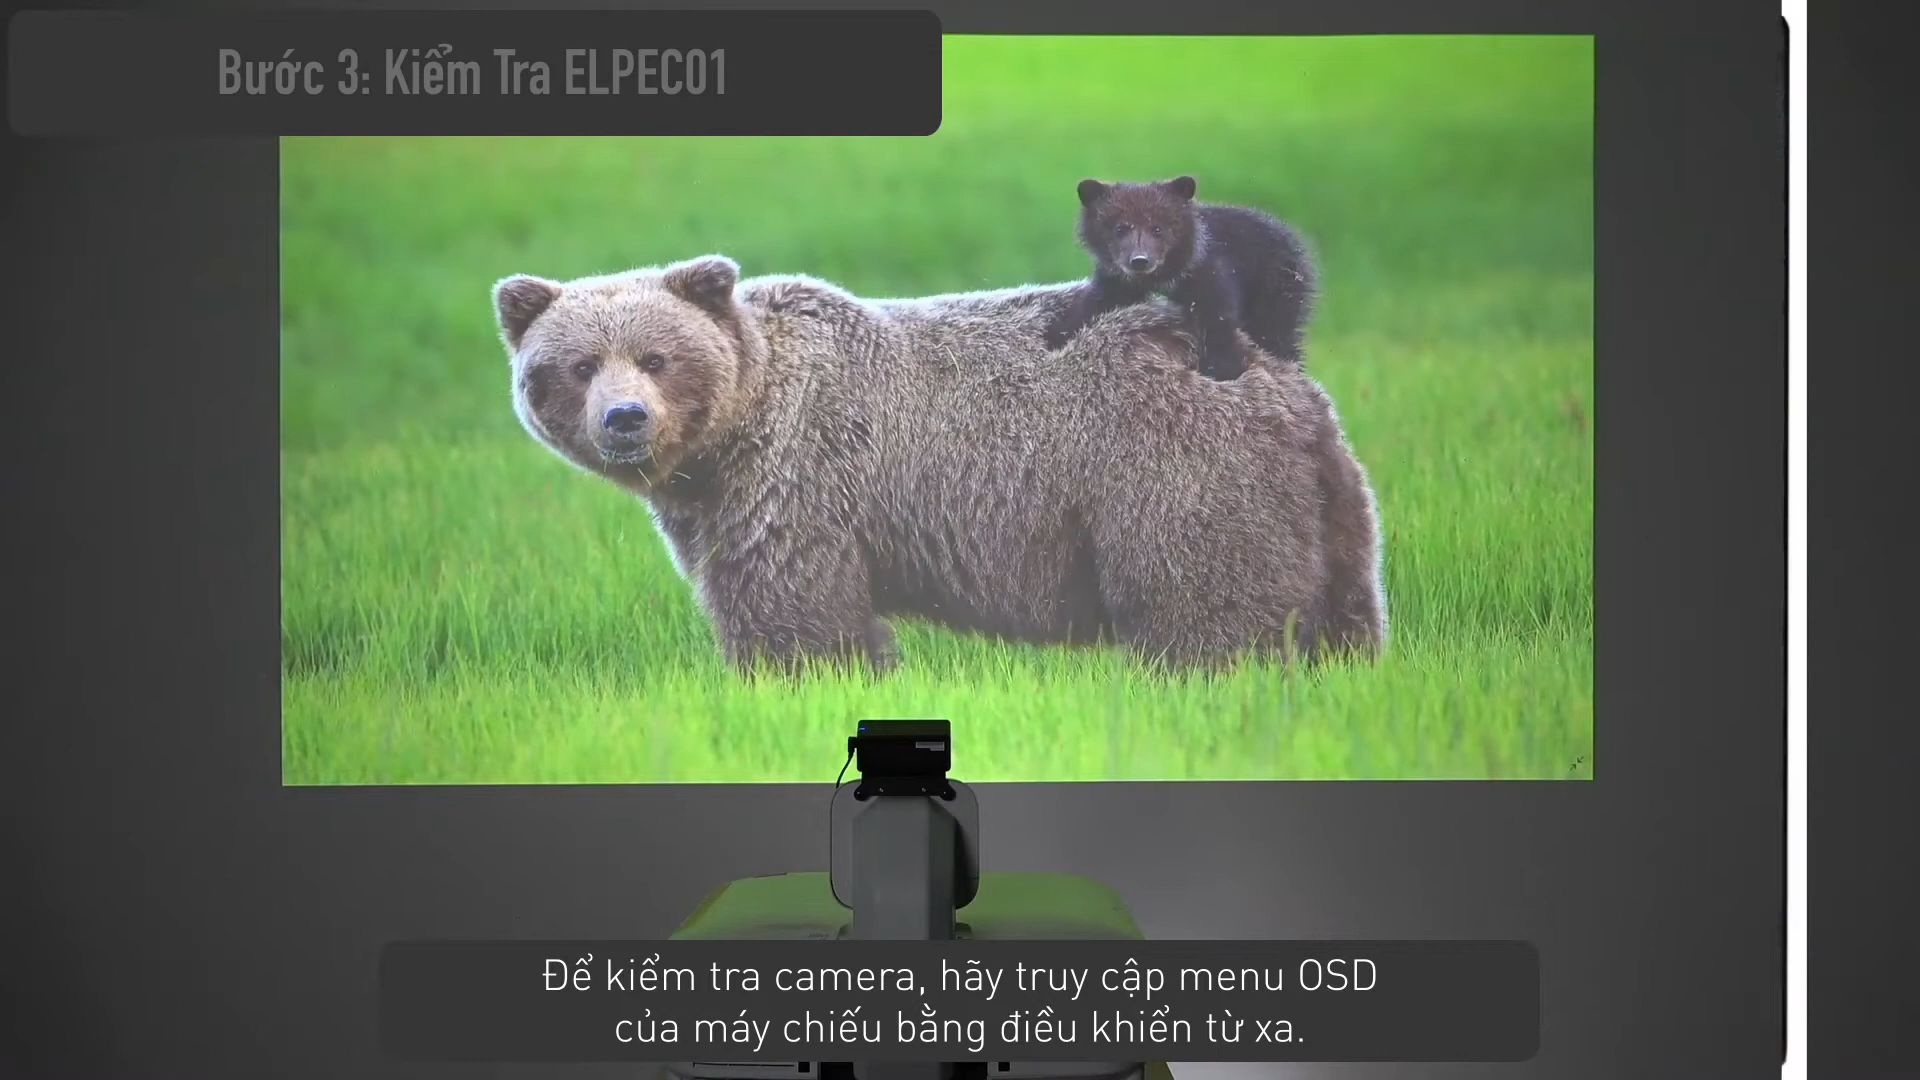 Bước 3: Kiểm Tra ELPEC01
Để kiểm tra camera, hãy truy cập menu OSD
của máy chiếu bằng điều khiển từ xa.